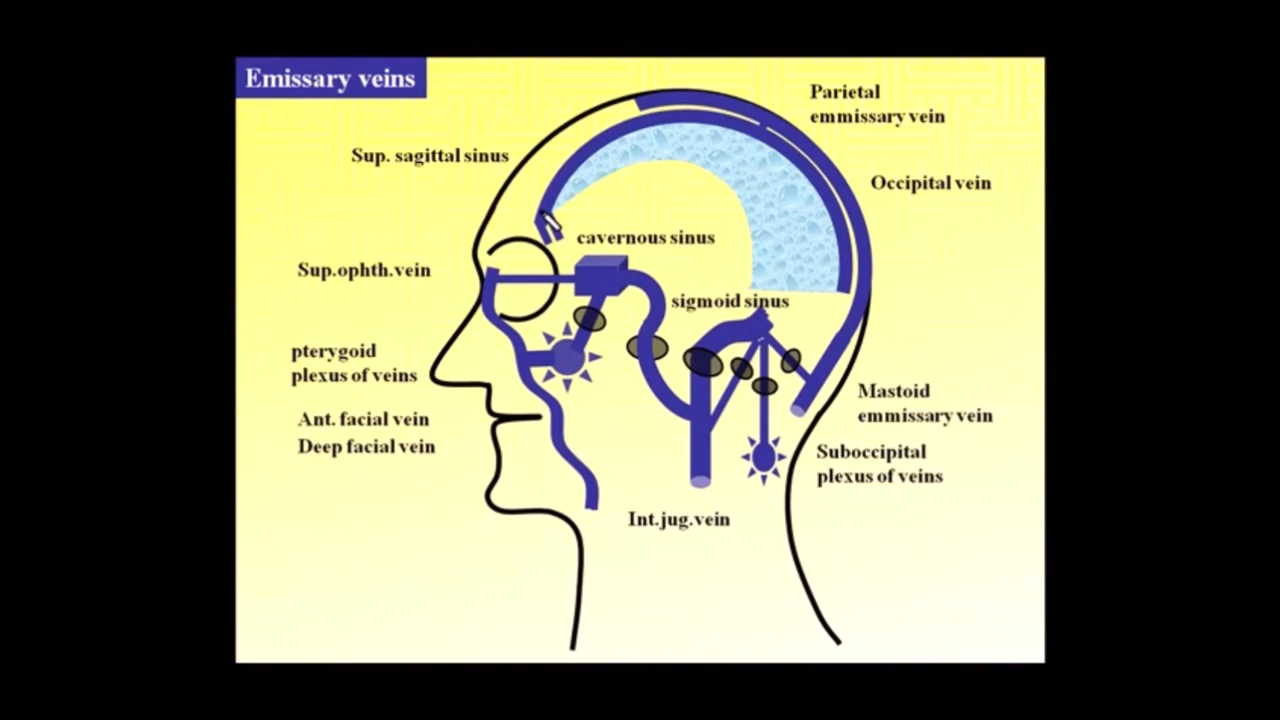 Emissary veins
Parietal
emmissary vein
Sup. sagittal sinus
Occipital vein
cavernous sinus
Sup.ophth.vein
sigmoid sinus
pterygoid
plexus of veins
Mastoid
emmissary vein
Ant. facial vein
Deep facial vein
Suboccipital
plexus of veins
Int.jug.vein